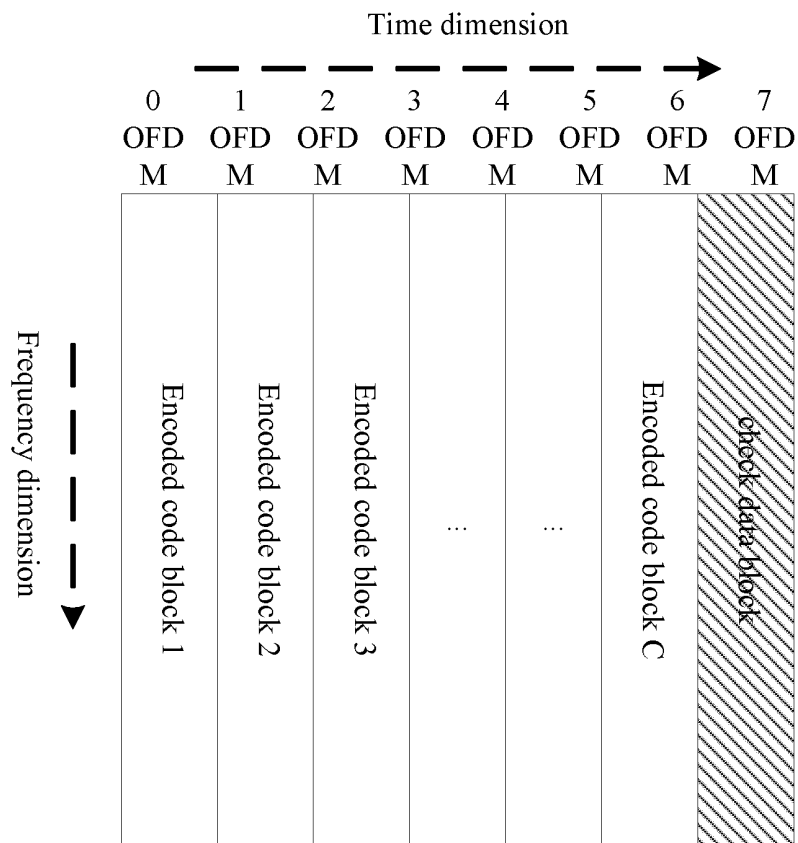 Time dimension
0 1 2 3 4 5 6 7
OFD OFD OFD OFD OFD OFD OFD OFD
M M M M M M M M
Frequency dimension
Encoded code block 1
Encoded code block 2
Encoded code block 3
...
...
Encoded code block C
check data block